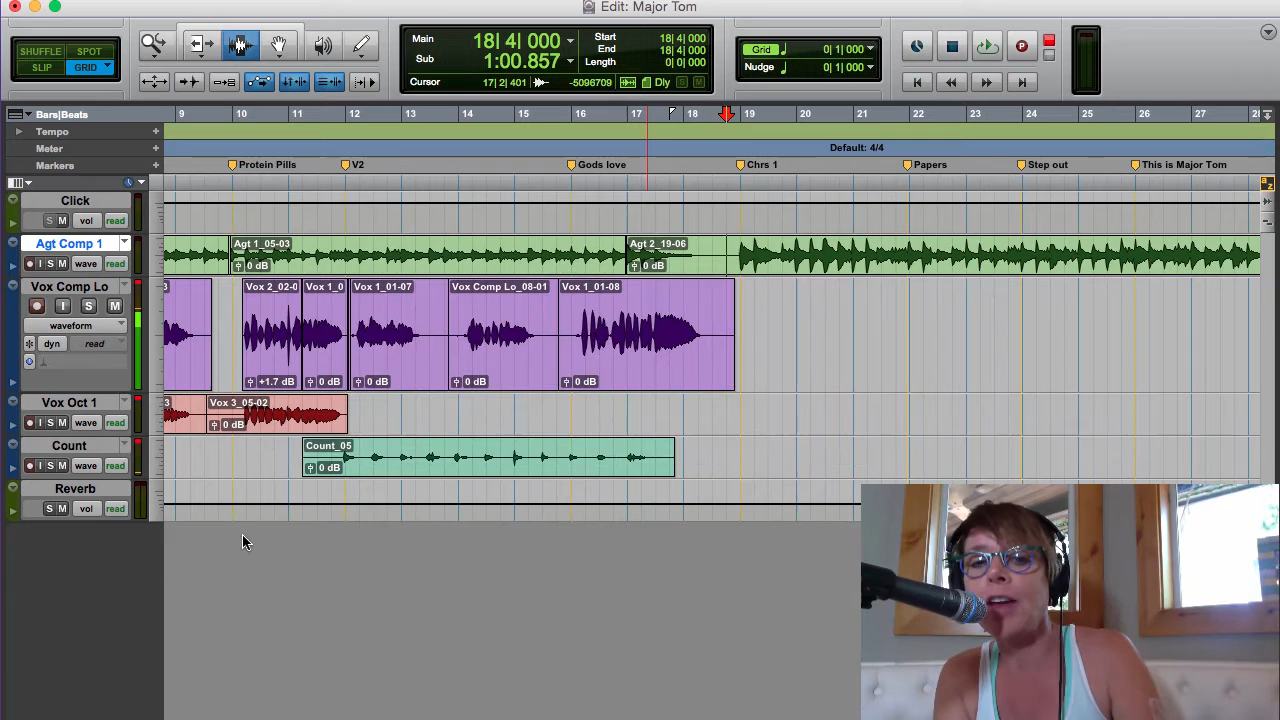 Edit: Major Tom
SHUFFLE SPOT
SLIP GRID
Main 18| 4| 000
Sub 1:00.857
Start 18| 4| 000
End 18| 4| 000
Length 0| 0| 000
Cursor 17| 2| 401 -5096709 Dly S M
Grid 0| 1| 000
Nudge 0| 1| 000
Bars|Beats 9 10 11 12 13 14 15 16 17 18 19 20 21 22 23 24 25 26 27
Tempo
Meter Default: 4/4
Markers Protein Pills V2 Gods love Chrs 1 Papers Step out This is Major Tom
Click
S M vol read
Agt Comp 1 Agt 1_05-03 Agt 2_19-06
I S M wave read 0 dB 0 dB
Vox Comp Lo 3 Vox 2_02-0 Vox 1_0 Vox 1_01-07 Vox Comp Lo_08-01 Vox 1_01-08
I S M
waveform
dyn read
+1.7 dB 0 dB 0 dB 0 dB 0 dB
Vox Oct 1 3 Vox 3_05-02
I S M wave read 0 dB
Count Count_05
I S M wave read 0 dB
Reverb
S M vol read
a z